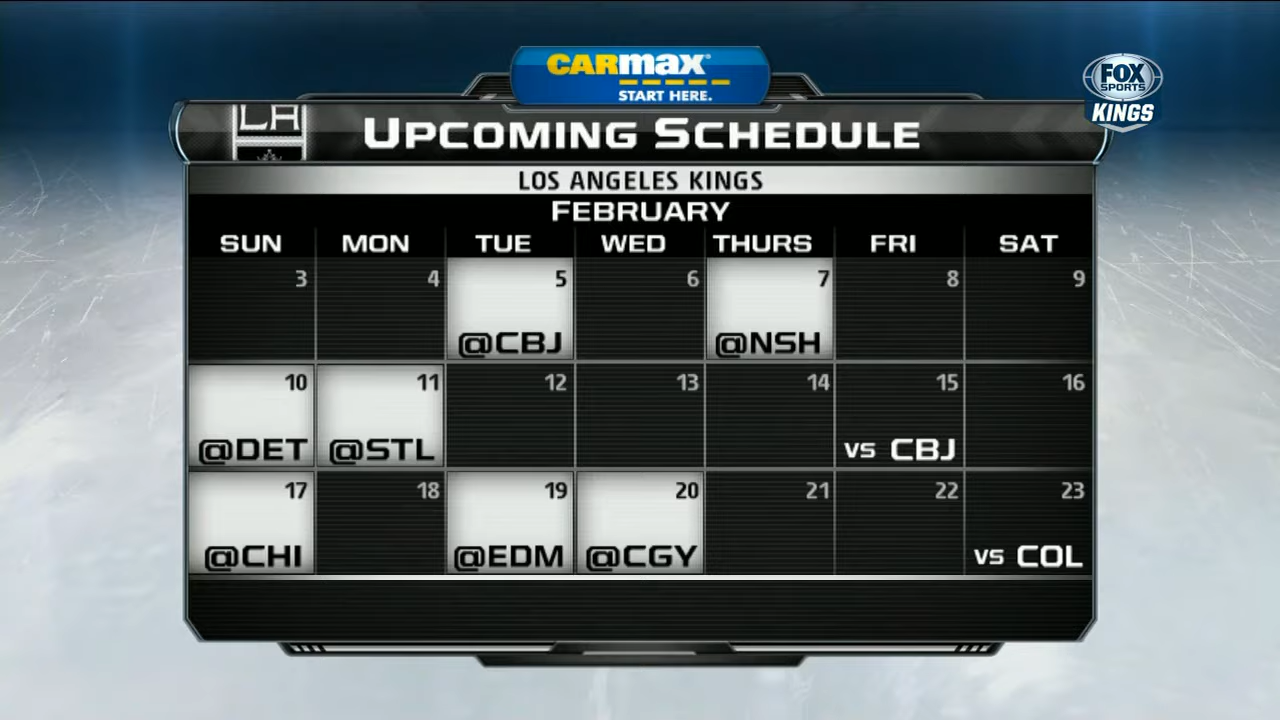 CARMAX
START HERE.
FOX
SPORTS
KINGS
LA
UPCOMING SCHEDULE
LOS ANGELES KINGS
FEBRUARY
SUN MON TUE WED THURS FRI SAT
3 4 5 6 7 8 9
@CBJ @NSH
10 11 12 13 14 15 16
@DET @STL VS CBJ
17 18 19 20 21 22 23
@CHI @EDM @CGY VS COL